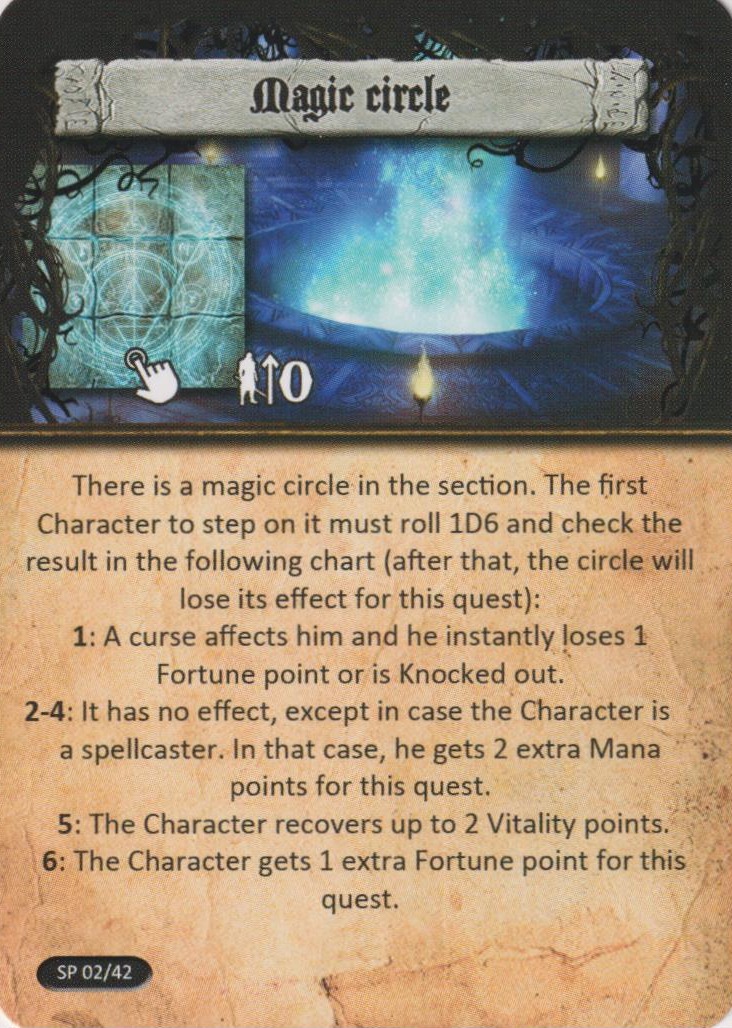 Magic circle
0
There is a magic circle in the section. The first
Character to step on it must roll 1D6 and check the
result in the following chart (after that, the circle will
lose its effect for this quest):
1: A curse affects him and he instantly loses 1
Fortune point or is Knocked out.
2-4: It has no effect, except in case the Character is
a spellcaster. In that case, he gets 2 extra Mana
points for this quest.
5: The Character recovers up to 2 Vitality points.
6: The Character gets 1 extra Fortune point for this
quest.
SP 02/42